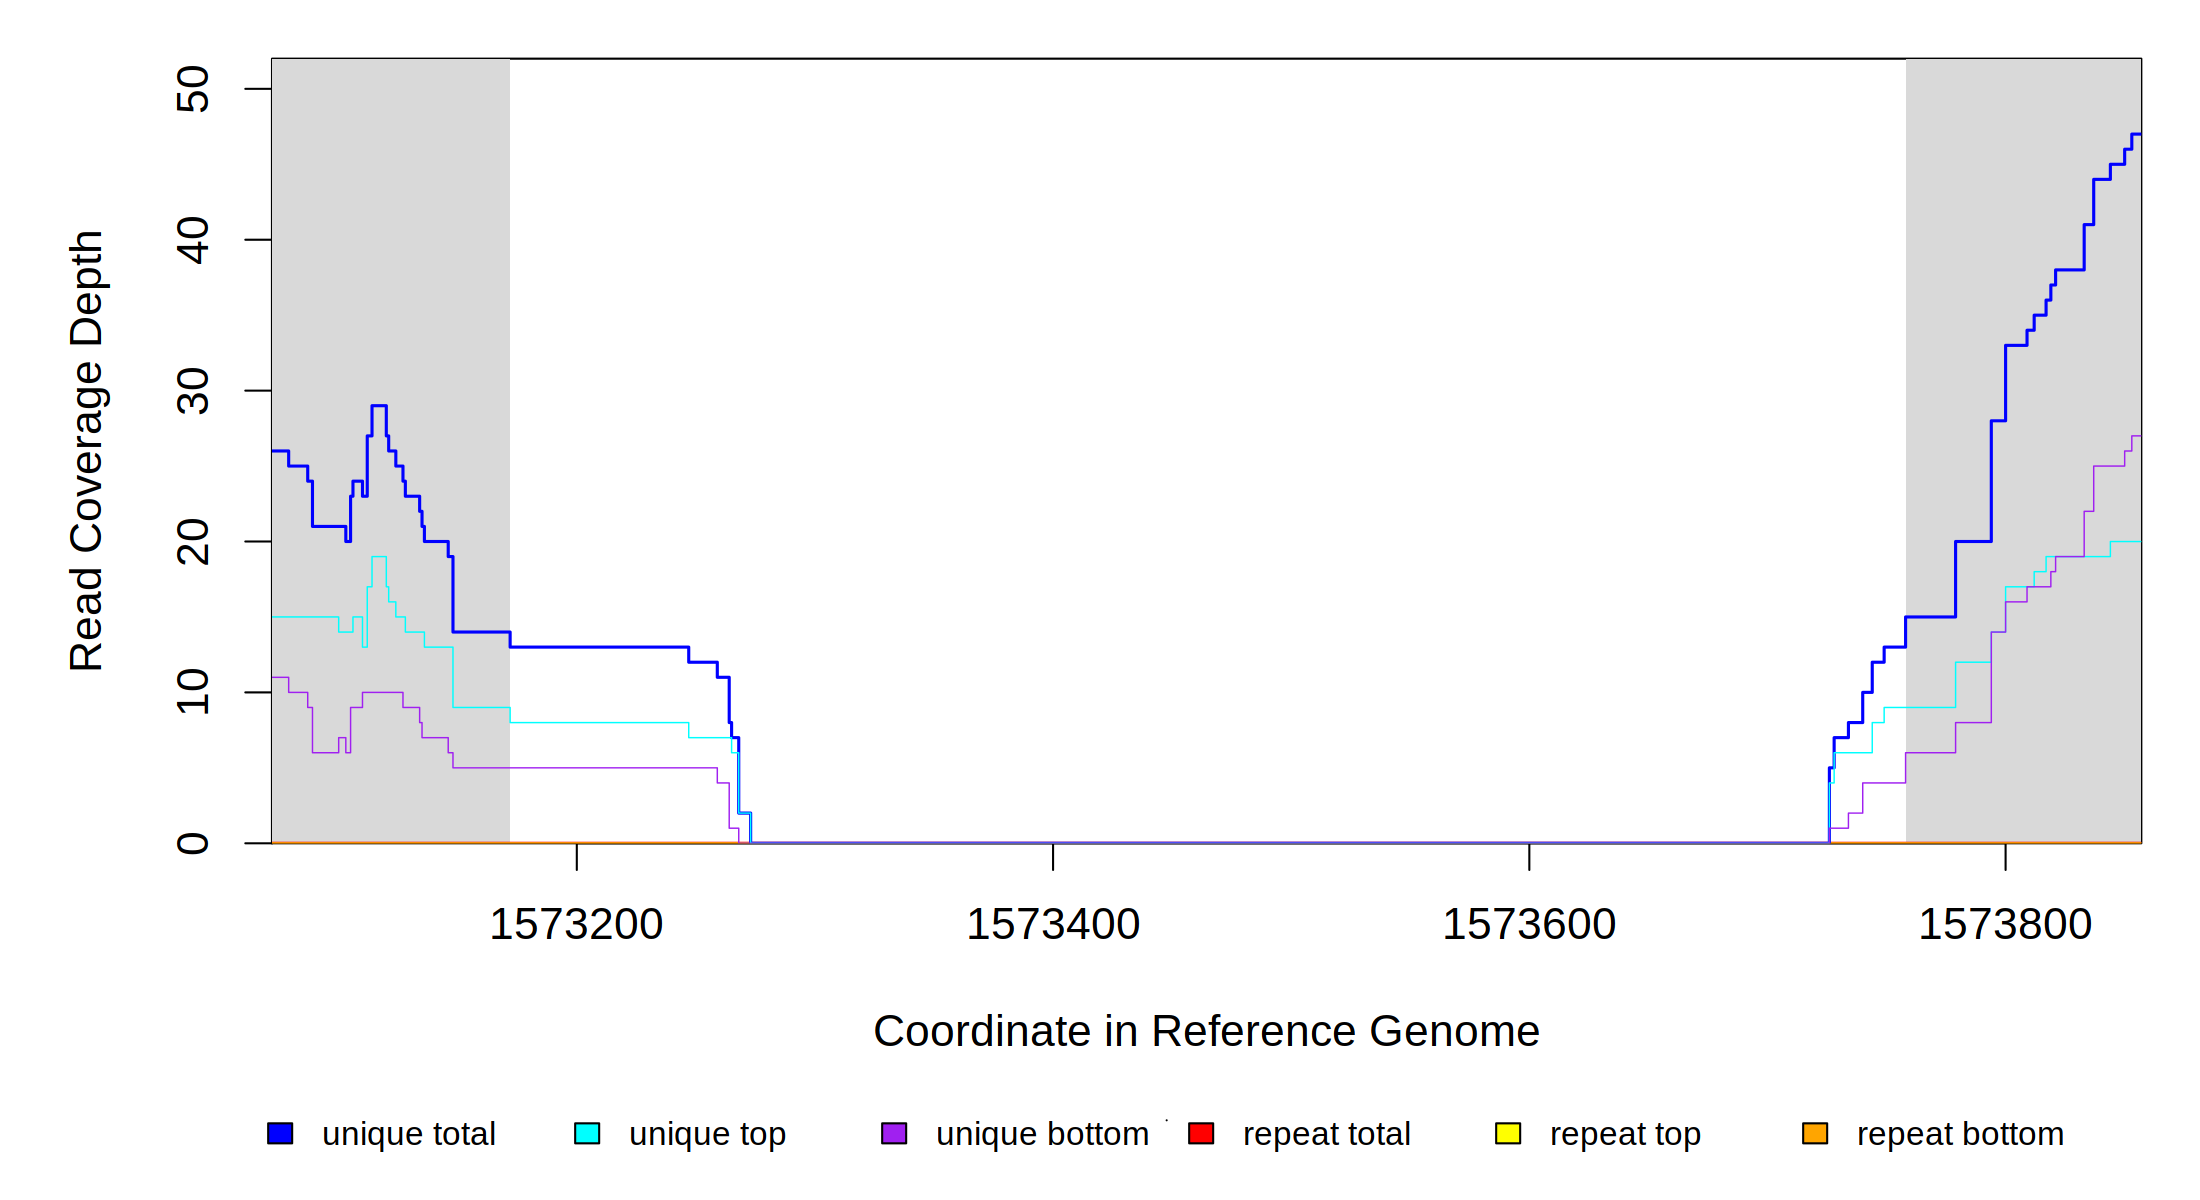 50
40
30
20
10
0
Read Coverage Depth
1573200 1573400 1573600 1573800
Coordinate in Reference Genome
unique total unique top unique bottom repeat total repeat top repeat bottom